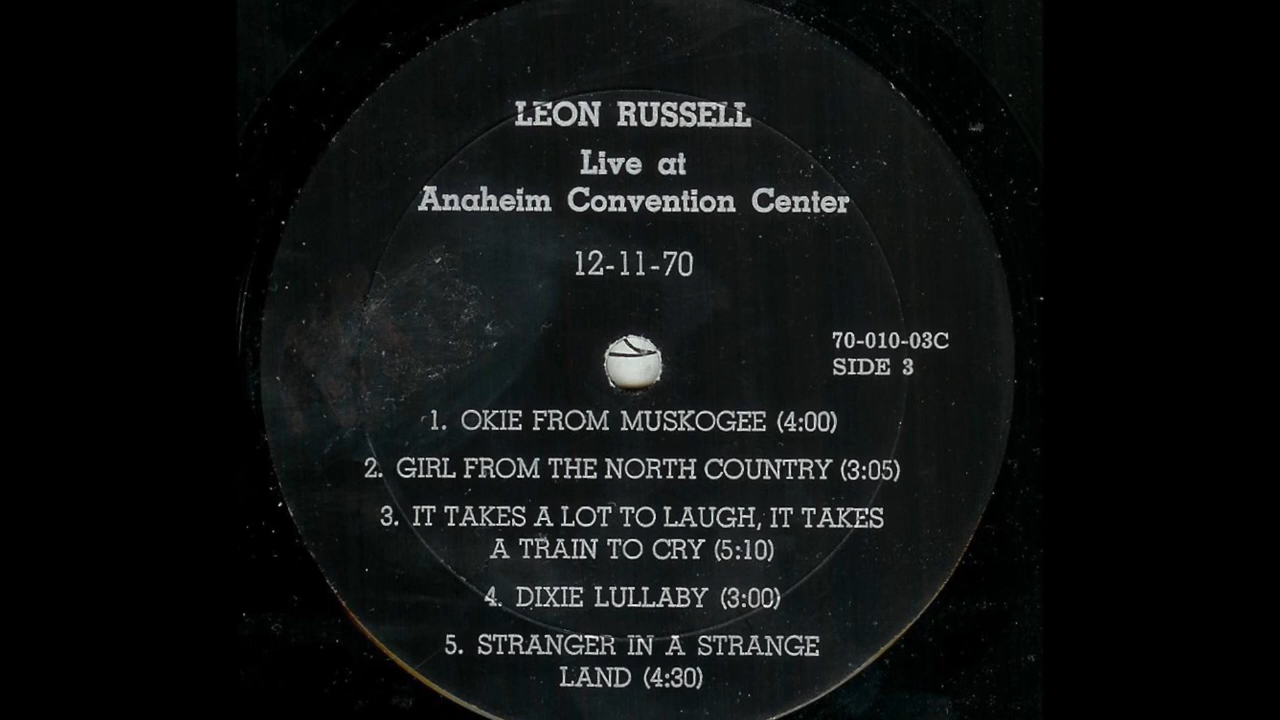 LEON RUSSELL
Live at
Anaheim Convention Center
12-11-70
70-010-03C
SIDE 3
1. OKIE FROM MUSKOGEE (4:00)
2. GIRL FROM THE NORTH COUNTRY (3:05)
3. IT TAKES A LOT TO LAUGH, IT TAKES
A TRAIN TO CRY (5:10)
4. DIXIE LULLABY (3:00)
5. STRANGER IN A STRANGE
LAND (4:30)